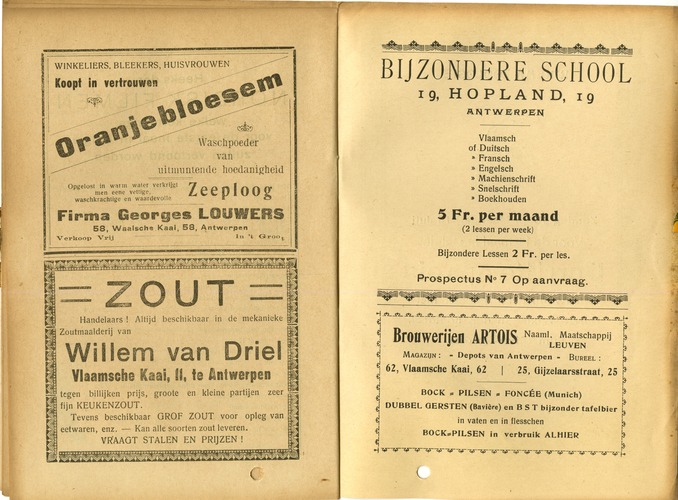 WINKELIERS, BLEEKERS, HUISVROUWEN
Koopt in vertrouwen
Oranjebloesem
Waschpoeder
van
uitmuntende hoedanigheid
Opgelost in warm water verkrijgt
men eene vettige,
waschkrachtige en waardevolle
Zeeploog
Firma Georges LOUWERS
58, Waalsche Kaai, 58, Antwerpen
Verkoop Vrij In 't Groot
= ZOUT =
Handelaars ! Altijd beschikbaar in de mekanieke
Zoutmaalderij van
Willem van Driel
Vlaamsche Kaai, 11, te Antwerpen
tegen billijken prijs, groote en kleine partijen zeer
fijn KEUKENZOUT.
Tevens beschikbaar GROF ZOUT voor opleg van
eetwaren, enz. — Kan alle soorten zout leveren.
VRAAGT STALEN EN PRIJZEN !
BIJZONDERE SCHOOL
19, HOPLAND, 19
ANTWERPEN
Vlaamsch
of Duitsch
» Fransch
» Engelsch
» Machienschrift
» Snelschrift
» Boekhouden
5 Fr. per maand
(2 lessen per week)
Bijzondere Lessen 2 Fr. per les.
Prospectus No 7 Op aanvraag.
Brouwerijen ARTOIS Naaml, Maatschappij
LEUVEN
MAGAZIJN : - Depots van Antwerpen - BUREEL :
62, Vlaamsche Kaai, 62 | 25, Gijzelaarsstraat, 25
BOCK = PILSEN = FONCÉE (Munich)
DUBBEL GERSTEN (Bavière) en B S T bijzonder tafelbier
in vaten en in flesschen
BOCK=PILSEN in verbruik ALHIER